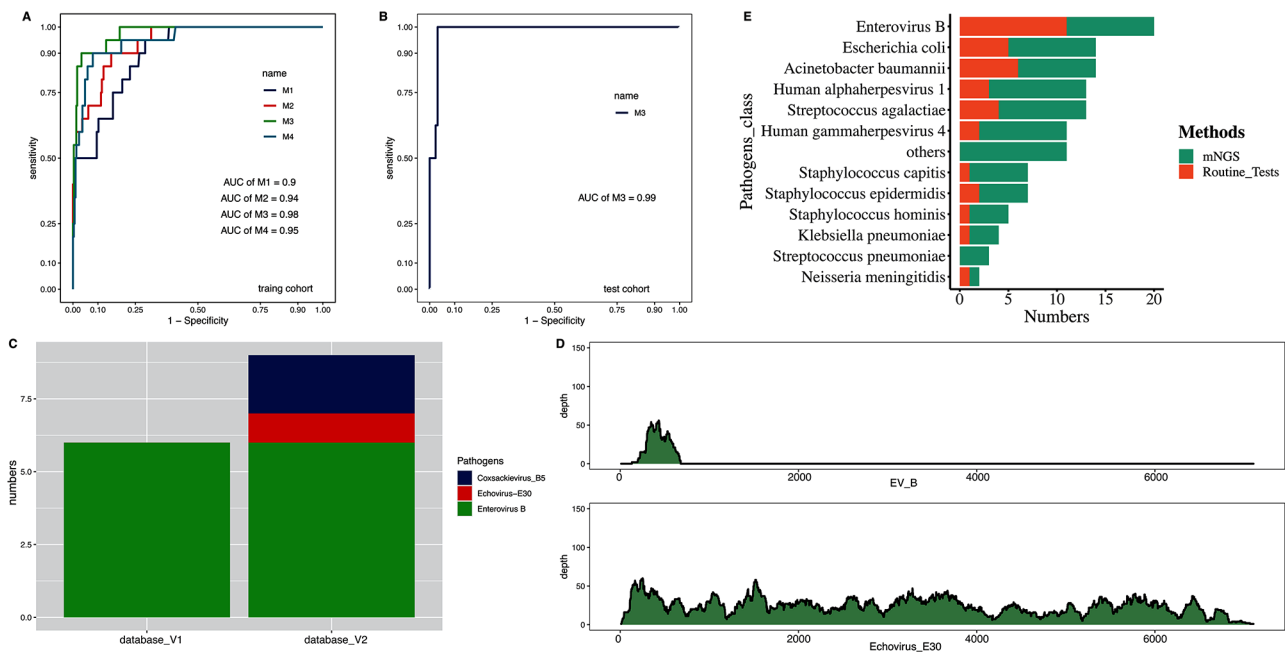 A
1.00
0.90
0.75
0.50
0.25
0.10
0.00
sensitivity
name
M1
M2
M3
M4
AUC of M1 = 0.9
AUC of M2 = 0.94
AUC of M3 = 0.98
AUC of M4 = 0.95
traing cohort
0.00 0.10 0.25 0.50 0.75 0.90 1.00
1 − Specificity
B
1.00
0.90
0.75
0.50
0.25
0.10
0.00
sensitivity
name
M3
AUC of M3 = 0.99
test cohort
0.00 0.10 0.25 0.50 0.75 0.90 1.00
1 − Specificity
E
Pathogens_class
Enterovirus B
Escherichia coli
Acinetobacter baumannii
Human alphaherpesvirus 1
Streptococcus agalactiae
Human gammaherpesvirus 4
others
Staphylococcus capitis
Staphylococcus epidermidis
Staphylococcus hominis
Klebsiella pneumoniae
Streptococcus pneumoniae
Neisseria meningitidis
0 5 10 15 20
Numbers
Methods
mNGS
Routine_Tests
C
numbers
7.5
5.0
2.5
0.0
database_V1 database_V2
Pathogens
Coxsackievirus_B5
Echovirus−E30
Enterovirus B
D
150
100
50
0
depth
0 2000 4000 6000
EV_B
150
100
50
0
depth
0 2000 4000 6000
Echovirus_E30